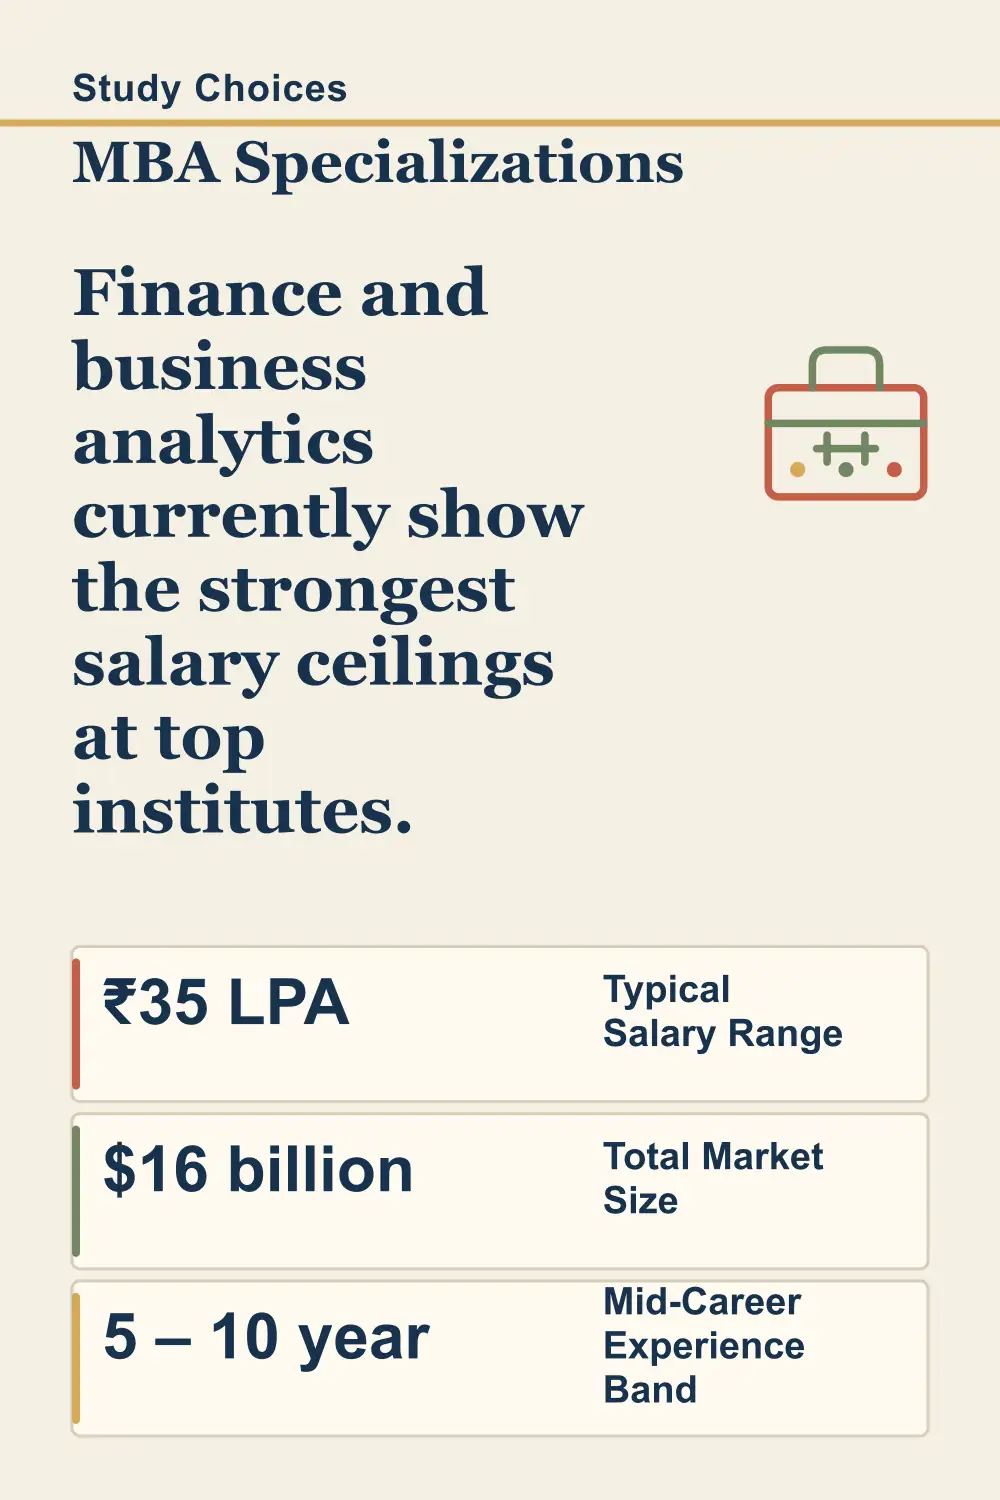 Study Choices
MBA Specializations
Finance and
business
analytics
currently show
the strongest
salary ceilings
at top
institutes.
₹35 LPA
Typical
Salary Range
$16 billion
Total Market
Size
5 – 10 year
Mid-Career
Experience
Band